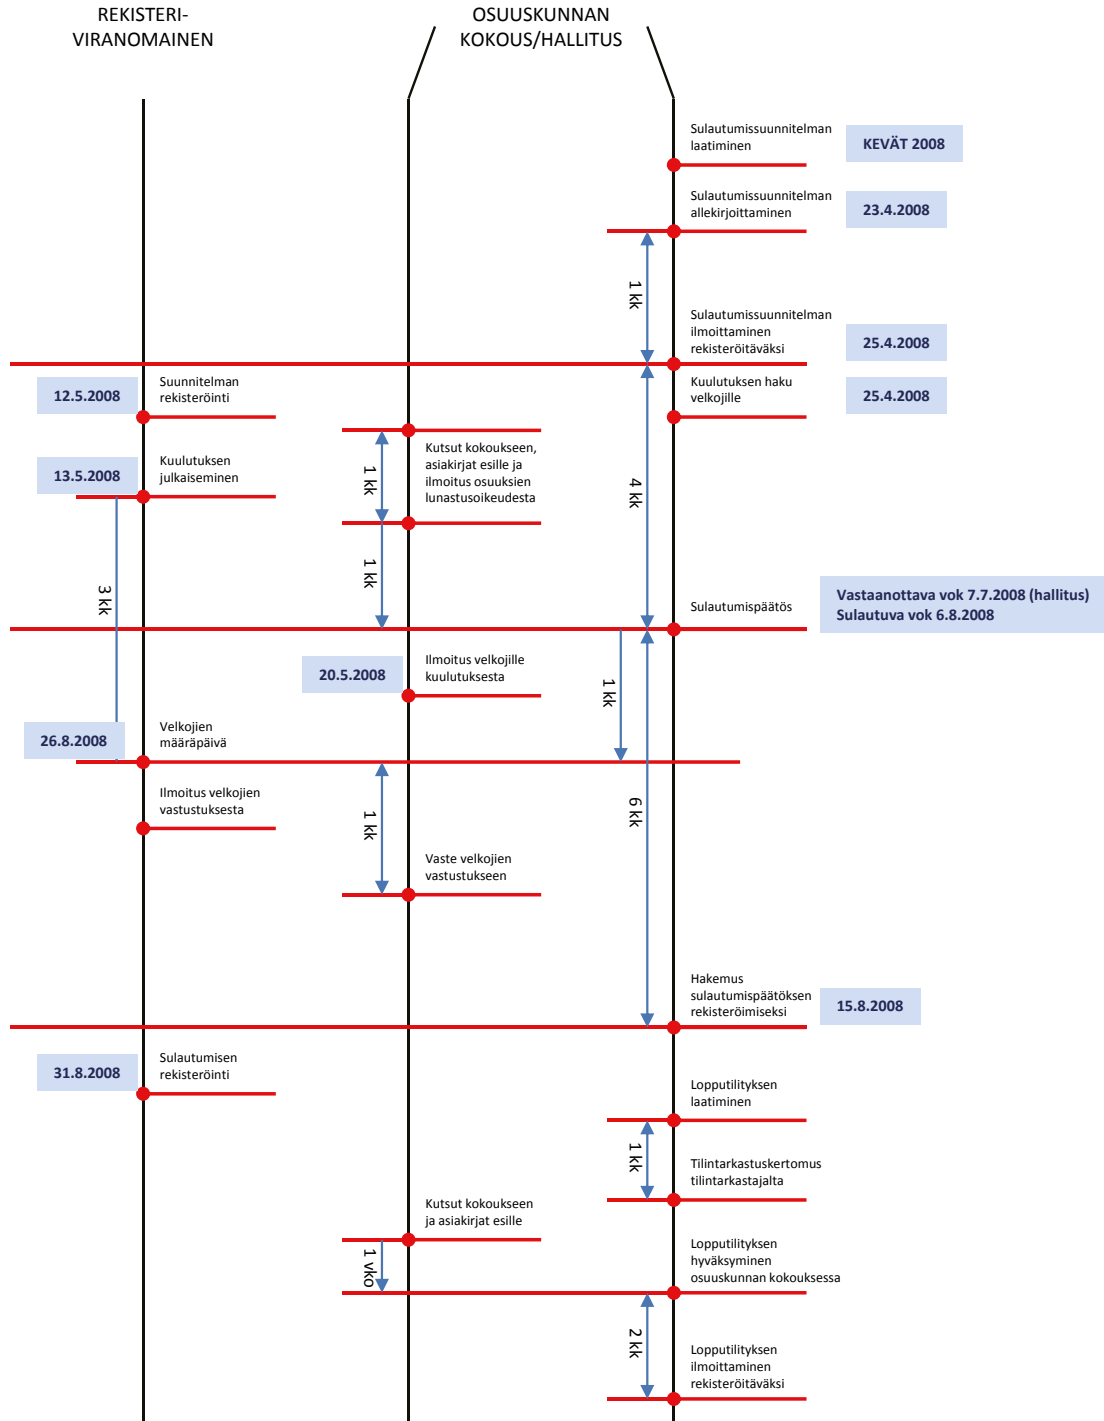 REKISTERI-
VIRANOMAINEN
OSUUSKUNNAN
KOKOUS/HALLITUS
Sulautumissuunnitelman
laatiminen
KEVÄT 2008
Sulautumissuunnitelman
allekirjoittaminen
23.4.2008
1 kk
Sulautumissuunnitelman
ilmoittaminen
rekisteröitäväksi
25.4.2008
12.5.2008
Suunnitelman
rekisteröinti
Kuulutuksen haku
velkojille
25.4.2008
13.5.2008
Kuulutuksen
julkaiseminen
1 kk
Kutsut kokoukseen,
asiakirjat esille ja
ilmoitus osuuksien
lunastusoikeudesta
4 kk
1 kk
3 kk
Sulautumispäätös
Vastaanottava vok 7.7.2008 (hallitus)
Sulautuva vok 6.8.2008
20.5.2008
Ilmoitus velkojille
kuulutuksesta
1 kk
26.8.2008
Velkojien
määräpäivä
Ilmoitus velkojien
vastustuksesta
1 kk
6 kk
Vaste velkojien
vastustukseen
Hakemus
sulautumispäätöksen
rekisteröimiseksi
15.8.2008
31.8.2008
Sulautumisen
rekisteröinti
Lopputilityksen
laatiminen
1 kk
Tilintarkastuskertomus
tilintarkastajalta
Kutsut kokoukseen
ja asiakirjat esille
1 vko
Lopputilityksen
hyväksyminen
osuuskunnan kokouksessa
2 kk
Lopputilityksen
ilmoittaminen
rekisteröitäväksi